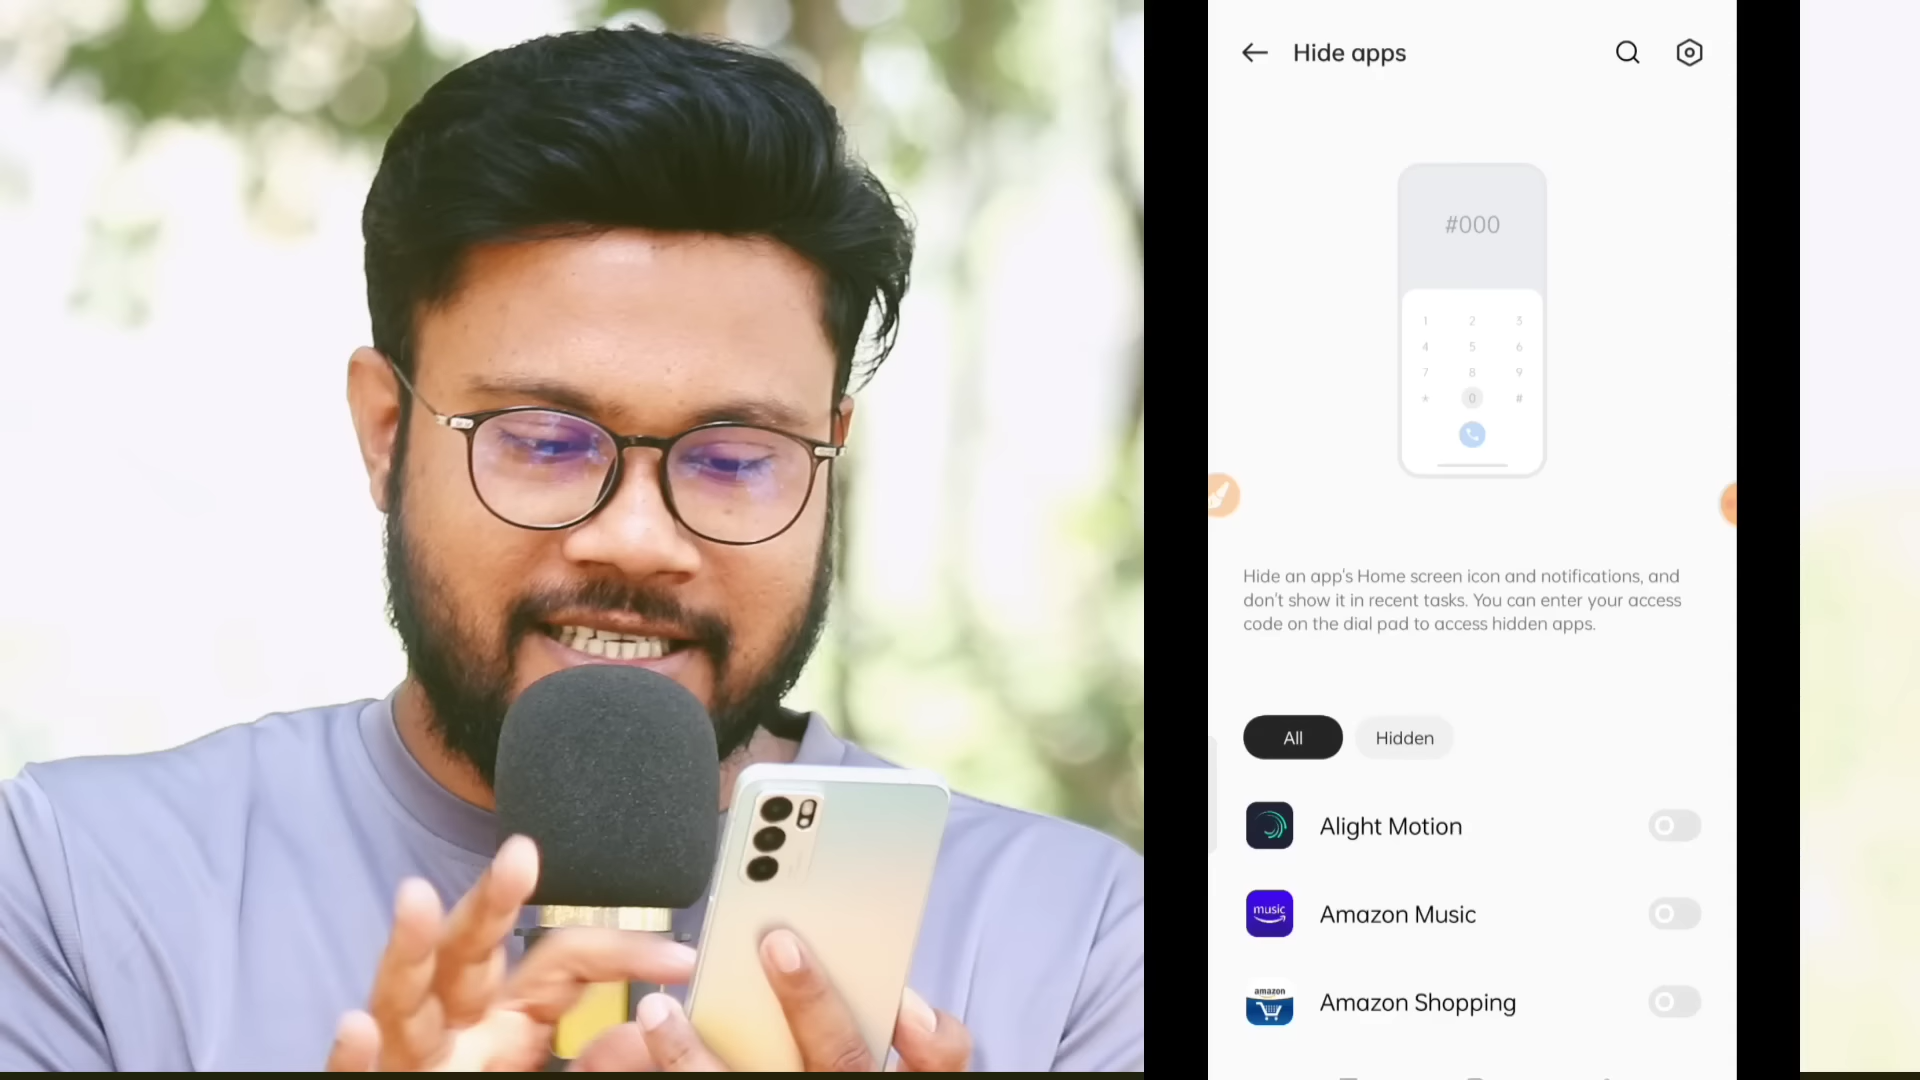 Hide apps
#000
1 2 3
4 5 6
7 8 9
* 0 #
Hide an app's Home screen icon and notifications, and
don't show it in recent tasks. You can enter your access
code on the dial pad to access hidden apps.
All Hidden
Alight Motion
music
Amazon Music
amazon
Amazon Shopping